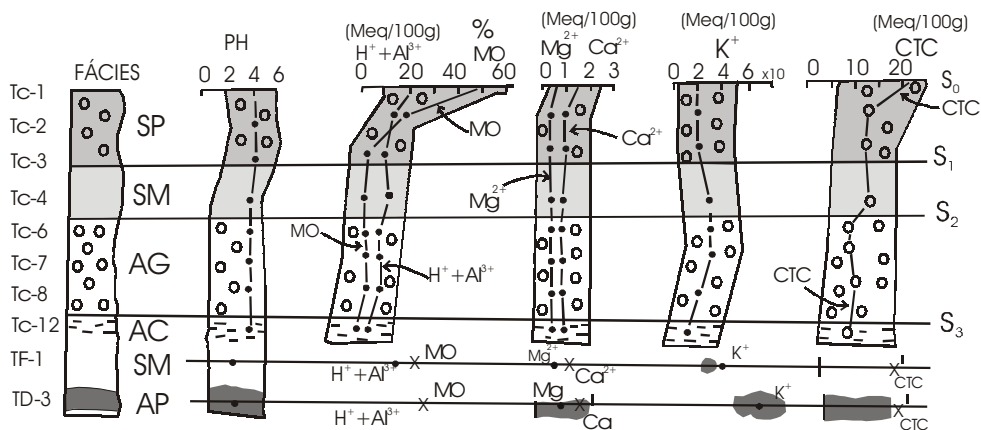 (Meq/100g) % (Meq/100g) (Meq/100g) (Meq/100g)
PH H⁺+Al³⁺ MO Mg²⁺ Ca²⁺ K⁺ CTC
FÁCIES 0 2 4 6 0 20 40 60 0 1 2 3 0 2 4 6 x10 0 10 20
Tc-1 S₀
Tc-2 SP MO Ca²⁺ CTC
Tc-3 S₁
Tc-4 SM Mg²⁺ S₂
Tc-6 MO
Tc-7 AG H⁺+Al³⁺ CTC
Tc-8
Tc-12 AC S₃
TF-1 SM H⁺+Al³⁺ X MO Mg²⁺ X Ca²⁺ K⁺ X CTC
TD-3 AP H⁺+Al³⁺ X MO Mg X Ca K⁺ X CTC